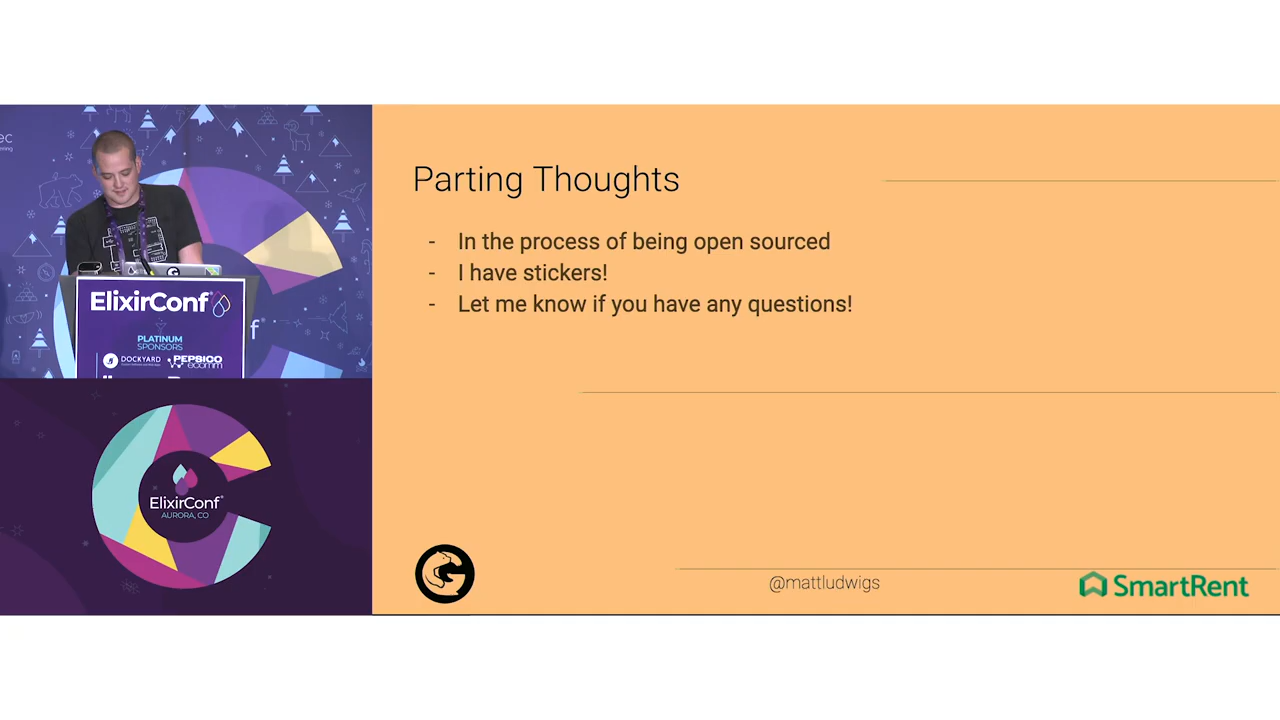 ElixirConf
PLATINUM
SPONSORS
DOCKYARD
PEPSICO
ecomm
ElixirConf
AURORA, CO
Parting Thoughts
- In the process of being open sourced
- I have stickers!
- Let me know if you have any questions!
@mattludwigs
SmartRent